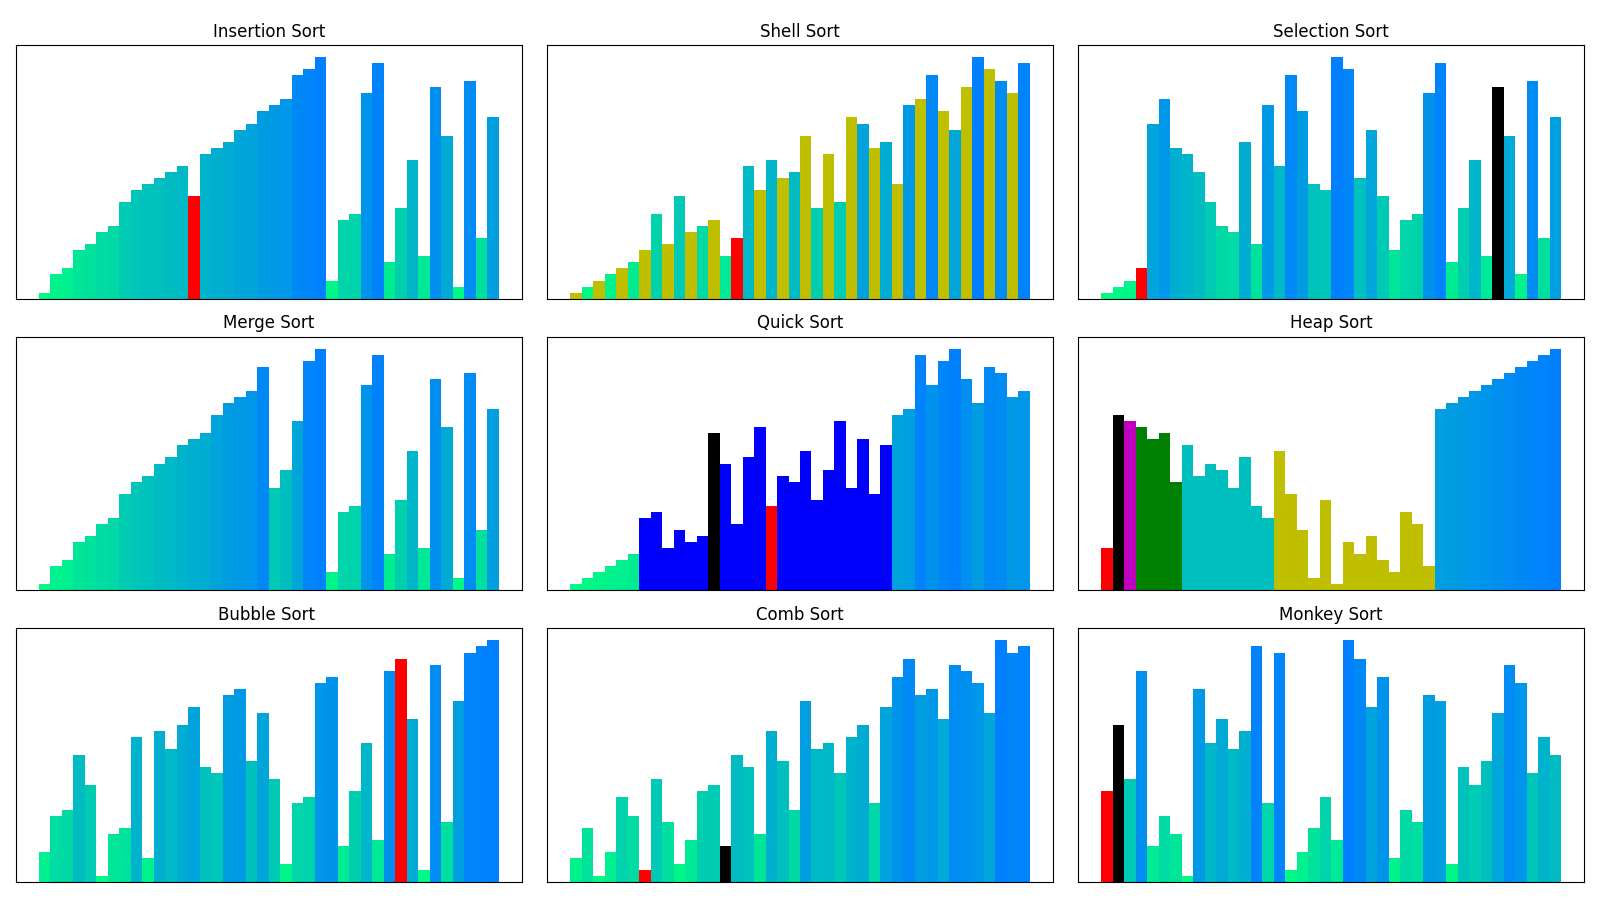 Insertion Sort
Shell Sort
Selection Sort
Merge Sort
Quick Sort
Heap Sort
Bubble Sort
Comb Sort
Monkey Sort